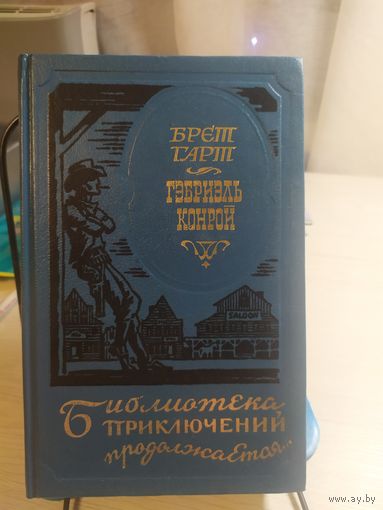 БРЕТ
ГАРТ
ГЭБРИЭЛЬ
КОНРОЙ
SALOON
Библиотека
приключений
продолжается...
www.ay.by